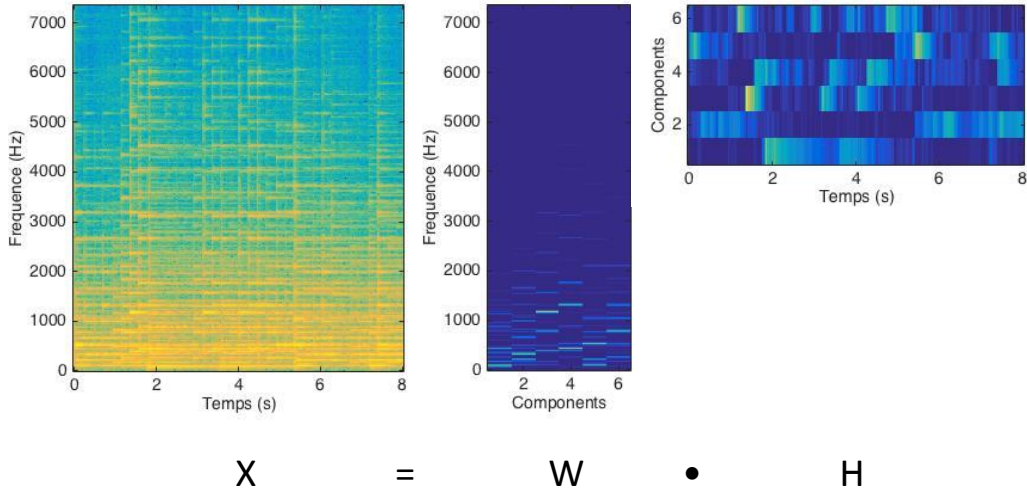 7000
6000
5000
4000
3000
2000
1000
0
Frequence (Hz)
0 2 4 6 8
Temps (s)
7000
6000
5000
4000
3000
2000
1000
0
Frequence (Hz)
2 4 6
Components
6
4
2
Components
0 2 4 6 8
Temps (s)
X = W • H